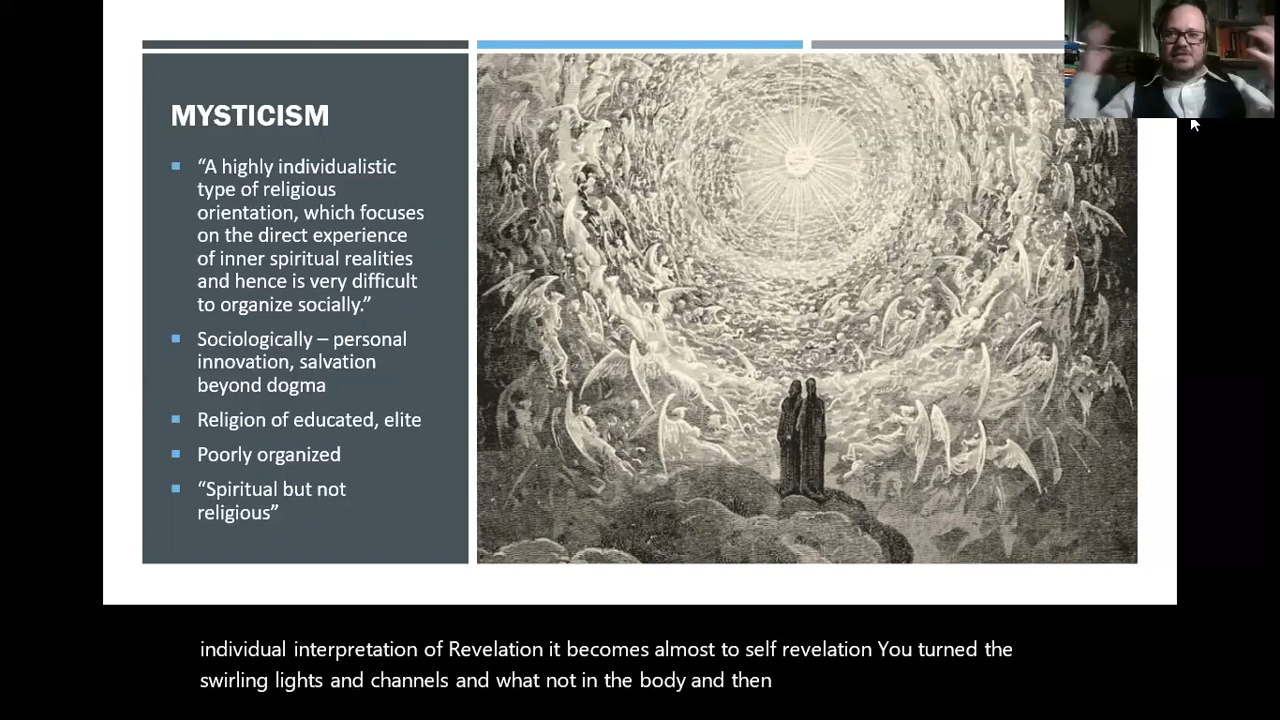 MYSTICISM
“A highly individualistic
type of religious
orientation, which focuses
on the direct experience
of inner spiritual realities
and hence is very difficult
to organize socially.”
Sociologically – personal
innovation, salvation
beyond dogma
Religion of educated, elite
Poorly organized
“Spiritual but not
religious”
individual interpretation of Revelation it becomes almost to self revelation You turned the
swirling lights and channels and what not in the body and then